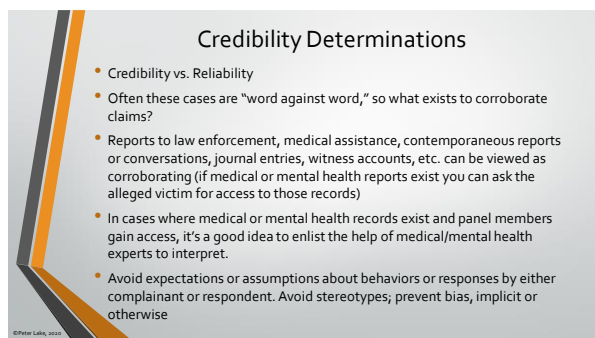 Credibility Determinations
• Credibility vs. Reliability
• Often these cases are “word against word,” so what exists to corroborate
claims?
• Reports to law enforcement, medical assistance, contemporaneous reports
or conversations, journal entries, witness accounts, etc. can be viewed as
corroborating (if medical or mental health reports exist you can ask the
alleged victim for access to those records)
• In cases where medical or mental health records exist and panel members
gain access, it’s a good idea to enlist the help of medical/mental health
experts to interpret.
• Avoid expectations or assumptions about behaviors or responses by either
complainant or respondent. Avoid stereotypes; prevent bias, implicit or
otherwise
©Peter Lake, 2020